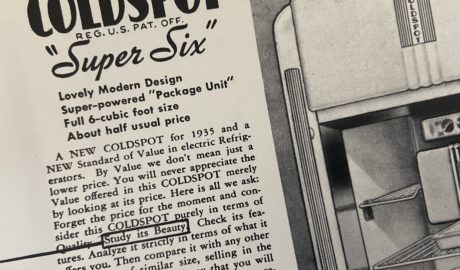 COLDSPOT
REG. U.S. PAT. OFF.
"Super Six"
Lovely Modern Design
Super-powered "Package Unit"
Full 6-cubic foot size
About half usual price
A NEW COLDSPOT for 1935 and a
NEW Standard of Value in electric Refrig-
erators. By Value we don't mean just a
lower price. You will never appreciate the
Value offered in this COLDSPOT merely
by looking at its price. Here is all we ask:
Forget the price for the moment and con-
sider this COLDSPOT purely in terms of
Quality. Study its Beauty. Check its fea-
tures. Analyze it strictly in terms of what it
offers you. Then compare it with any other
of similar size, selling in the
that you will
COLDSPOT